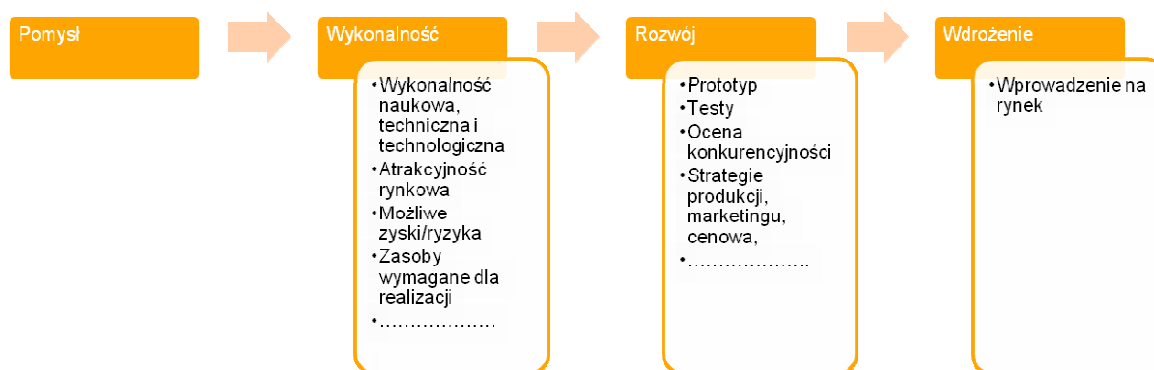 Pomysł
Wykonalność
•Wykonalność
naukowa,
techniczna i
technologiczna
•Atrakcyjność
rynkowa
•Możliwe
zyski/ryzyka
•Zasoby
wymagane dla
realizacji
•...................
Rozwój
•Prototyp
•Testy
•Ocena
konkurencyjności
•Strategie
produkcji,
marketingu,
cenowa,
•....................
Wdrożenie
•Wprowadzenie na
rynek